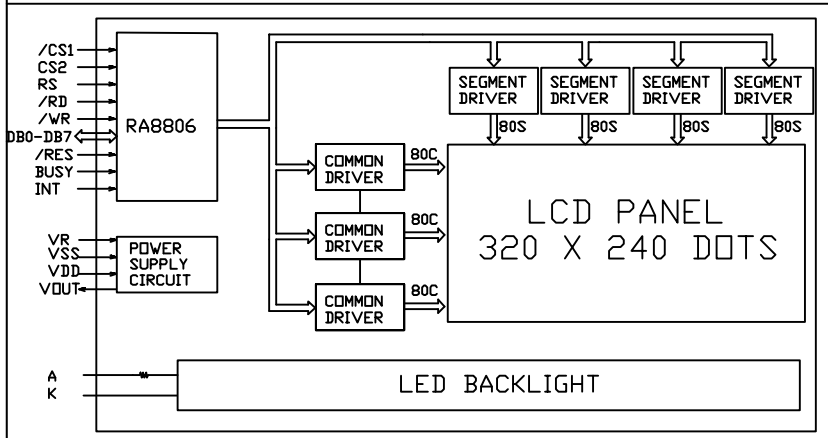 /CS1
CS2
RS
/RD
/WR
DB0-DB7
/RES
BUSY
INT
RA8806
SEGMENT DRIVER
SEGMENT DRIVER
SEGMENT DRIVER
SEGMENT DRIVER
80S
80S
80S
80S
COMMON DRIVER
80C
COMMON DRIVER
80C
COMMON DRIVER
80C
LCD PANEL
320 X 240 DOTS
VR
VSS
VDD
VOUT
POWER
SUPPLY
CIRCUIT
A
K
LED BACKLIGHT